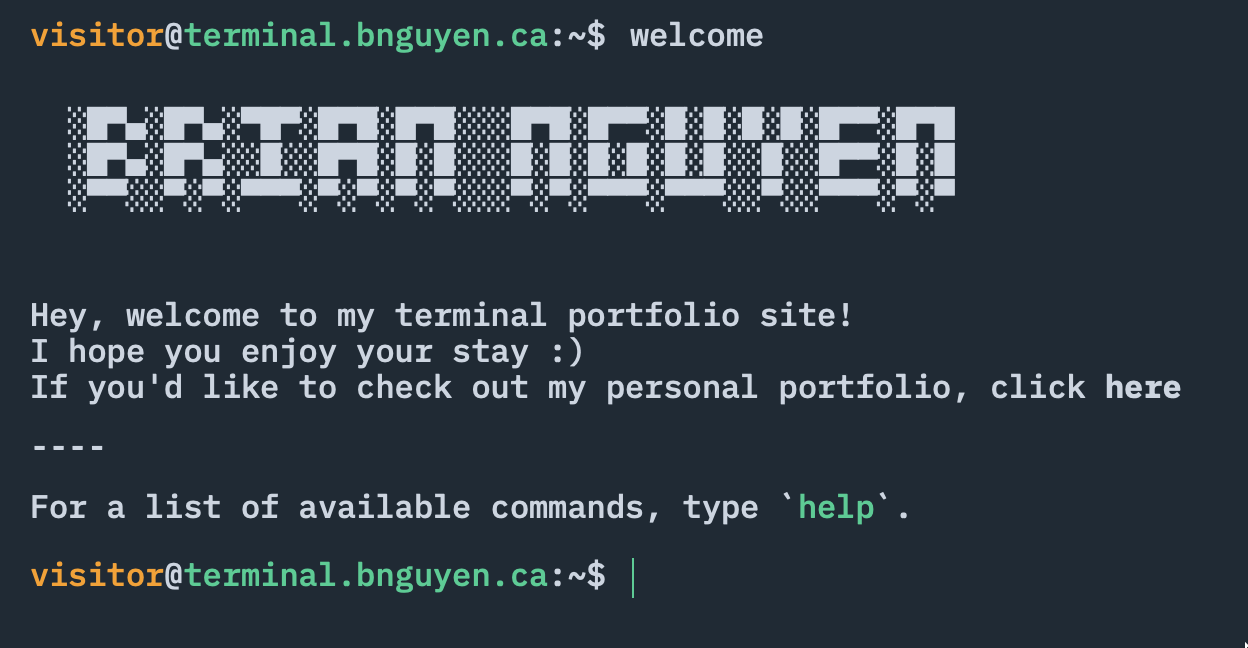 visitor@terminal.bnguyen.ca:~$ welcome
BRIAN NGUYEN
Hey, welcome to my terminal portfolio site!
I hope you enjoy your stay :)
If you'd like to check out my personal portfolio, click here
----
For a list of available commands, type `help`.
visitor@terminal.bnguyen.ca:~$